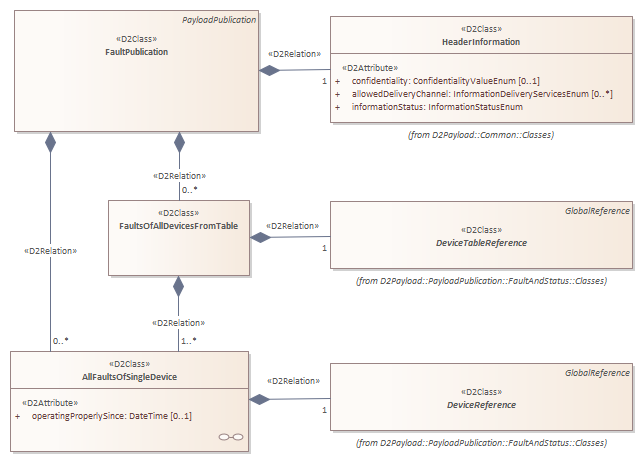 PayloadPublication
«D2Class»
FaultPublication
«D2Relation»
1
«D2Class»
HeaderInformation
«D2Attribute»
+ confidentiality: ConfidentialityValueEnum [0..1]
+ allowedDeliveryChannel: InformationDeliveryServicesEnum [0..*]
+ informationStatus: InformationStatusEnum
(from D2Payload::Common::Classes)
«D2Relation»
0..*
«D2Class»
FaultsOfAllDevicesFromTable
«D2Relation»
1
GlobalReference
«D2Class»
DeviceTableReference
(from D2Payload::PayloadPublication::FaultAndStatus::Classes)
«D2Relation»
0..*
«D2Relation»
1..*
«D2Class»
AllFaultsOfSingleDevice
«D2Attribute»
+ operatingProperlySince: DateTime [0..1]
«D2Relation»
1
GlobalReference
«D2Class»
DeviceReference
(from D2Payload::PayloadPublication::FaultAndStatus::Classes)